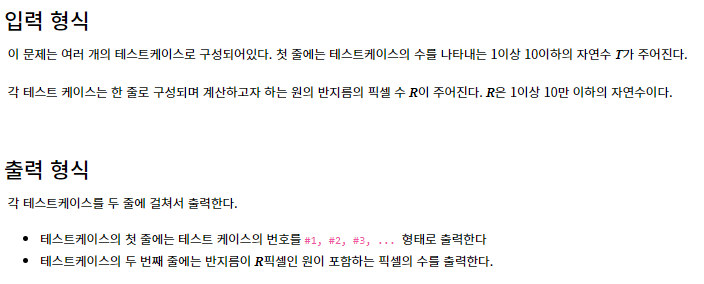 입력 형식
이 문제는 여러 개의 테스트케이스로 구성되어있다. 첫 줄에는 테스트케이스의 수를 나타내는 1이상 10이하의 자연수 T가 주어진다.
각 테스트 케이스는 한 줄로 구성되며 계산하고자 하는 원의 반지름의 픽셀 수 R이 주어진다. R은 1이상 10만 이하의 자연수이다.
출력 형식
각 테스트케이스를 두 줄에 걸쳐서 출력한다.
• 테스트케이스의 첫 줄에는 테스트 케이스의 번호를 #1, #2, #3, ... 형태로 출력한다
• 테스트케이스의 두 번째 줄에는 반지름이 R픽셀인 원이 포함하는 픽셀의 수를 출력한다.